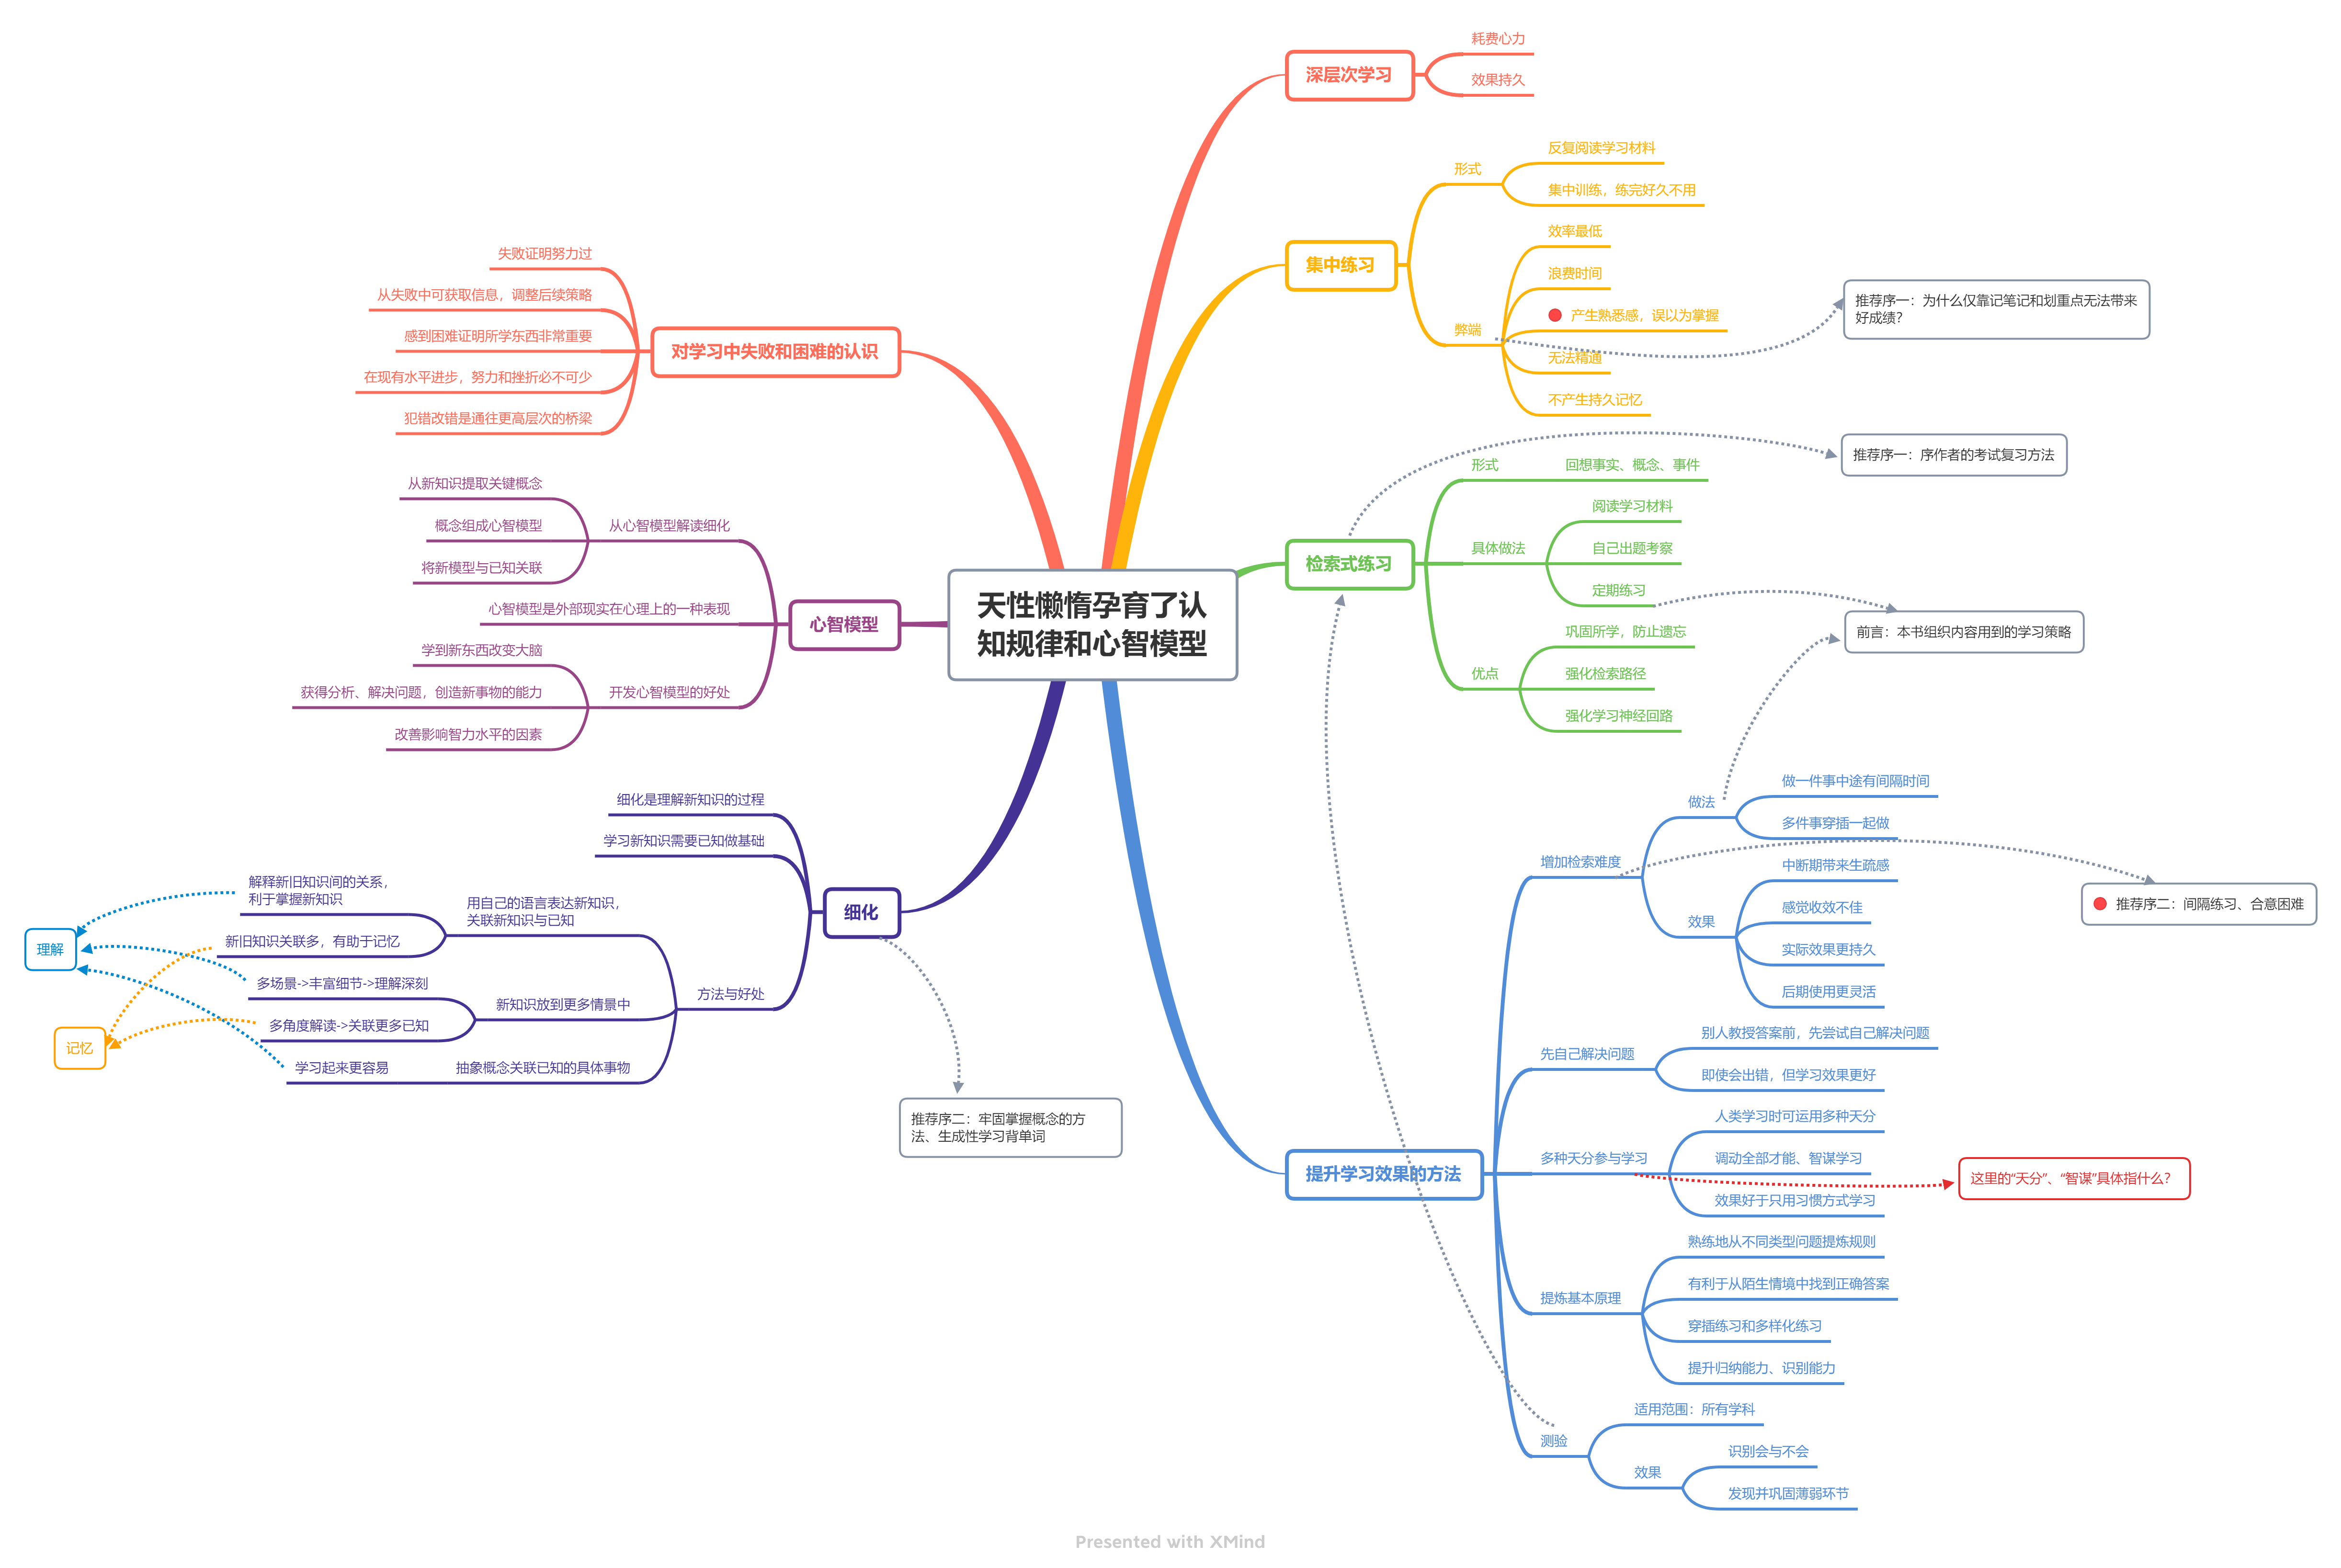 天性懒惰孕育了认
知规律和心智模型
深层次学习
耗费心力
效果持久
集中练习
形式
反复阅读学习材料
集中训练，练完好久不用
弊端
效率最低
浪费时间
产生熟悉感，误以为掌握
无法精通
不产生持久记忆
推荐序一：为什么仅靠记笔记和划重点无法带来
好成绩？
检索式练习
形式
回想事实、概念、事件
具体做法
阅读学习材料
自己出题考察
定期练习
优点
巩固所学，防止遗忘
强化检索路径
强化学习神经回路
推荐序一：序作者的考试复习方法
前言：本书组织内容用到的学习策略
提升学习效果的方法
增加检索难度
做法
做一件事中途有间隔时间
多件事穿插一起做
效果
中断期带来生疏感
感觉收效不佳
实际效果更持久
后期使用更灵活
推荐序二：间隔练习、合意困难
先自己解决问题
别人教授答案前，先尝试自己解决问题
即使会出错，但学习效果更好
多种天分参与学习
人类学习时可运用多种天分
调动全部才能、智谋学习
效果好于只用习惯方式学习
这里的“天分”、“智谋”具体指什么？
提炼基本原理
熟练地从不同类型问题提炼规则
有利于从陌生情境中找到正确答案
穿插练习和多样化练习
提升归纳能力、识别能力
测验
适用范围：所有学科
效果
识别会与不会
发现并巩固薄弱环节
对学习中失败和困难的认识
失败证明努力过
从失败中可获取信息，调整后续策略
感到困难证明所学东西非常重要
在现有水平进步，努力和挫折必不可少
犯错改错是通往更高层次的桥梁
心智模型
从心智模型解读细化
从新知识提取关键概念
概念组成心智模型
将新模型与已知关联
心智模型是外部现实在心理上的一种表现
开发心智模型的好处
学到新东西改变大脑
获得分析、解决问题，创造新事物的能力
改善影响智力水平的因素
细化
细化是理解新知识的过程
学习新知识需要已知做基础
方法与好处
用自己的语言表达新知识，
关联新知识与已知
解释新旧知识间的关系，
利于掌握新知识
新旧知识关联多，有助于记忆
新知识放到更多情景中
多场景->丰富细节->理解深刻
多角度解读->关联更多已知
抽象概念关联已知的具体事物
学习起来更容易
理解
记忆
推荐序二：牢固掌握概念的方
法、生成性学习背单词
Presented with XMind